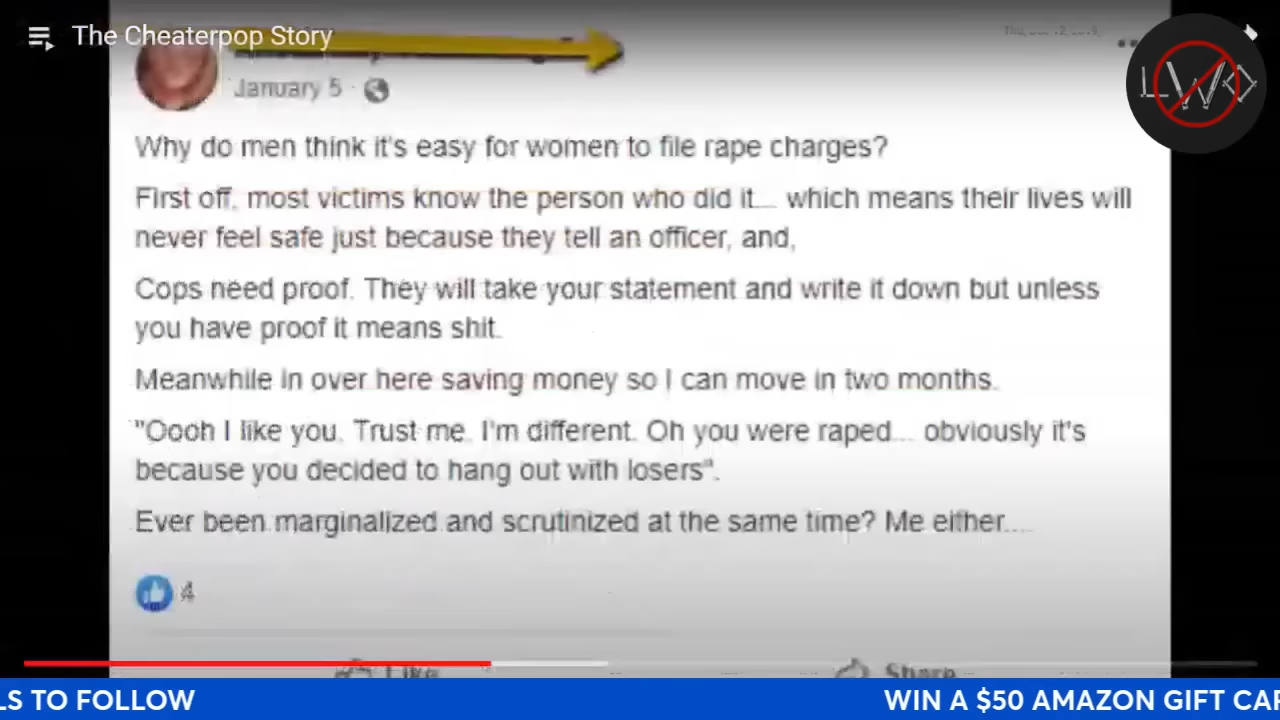 The Cheaterpop Story
January 5
Why do men think it's easy for women to file rape charges?
First off, most victims know the person who did it... which means their lives will
never feel safe just because they tell an officer, and,
Cops need proof. They will take your statement and write it down but unless
you have proof it means shit.
Meanwhile in over here saving money so I can move in two months.
"Oooh I like you. Trust me. I'm different. Oh you were raped... obviously it's
because you decided to hang out with losers".
Ever been marginalized and scrutinized at the same time? Me either....
4
Like
Share
LS TO FOLLOW
WIN A $50 AMAZON GIFT CAR